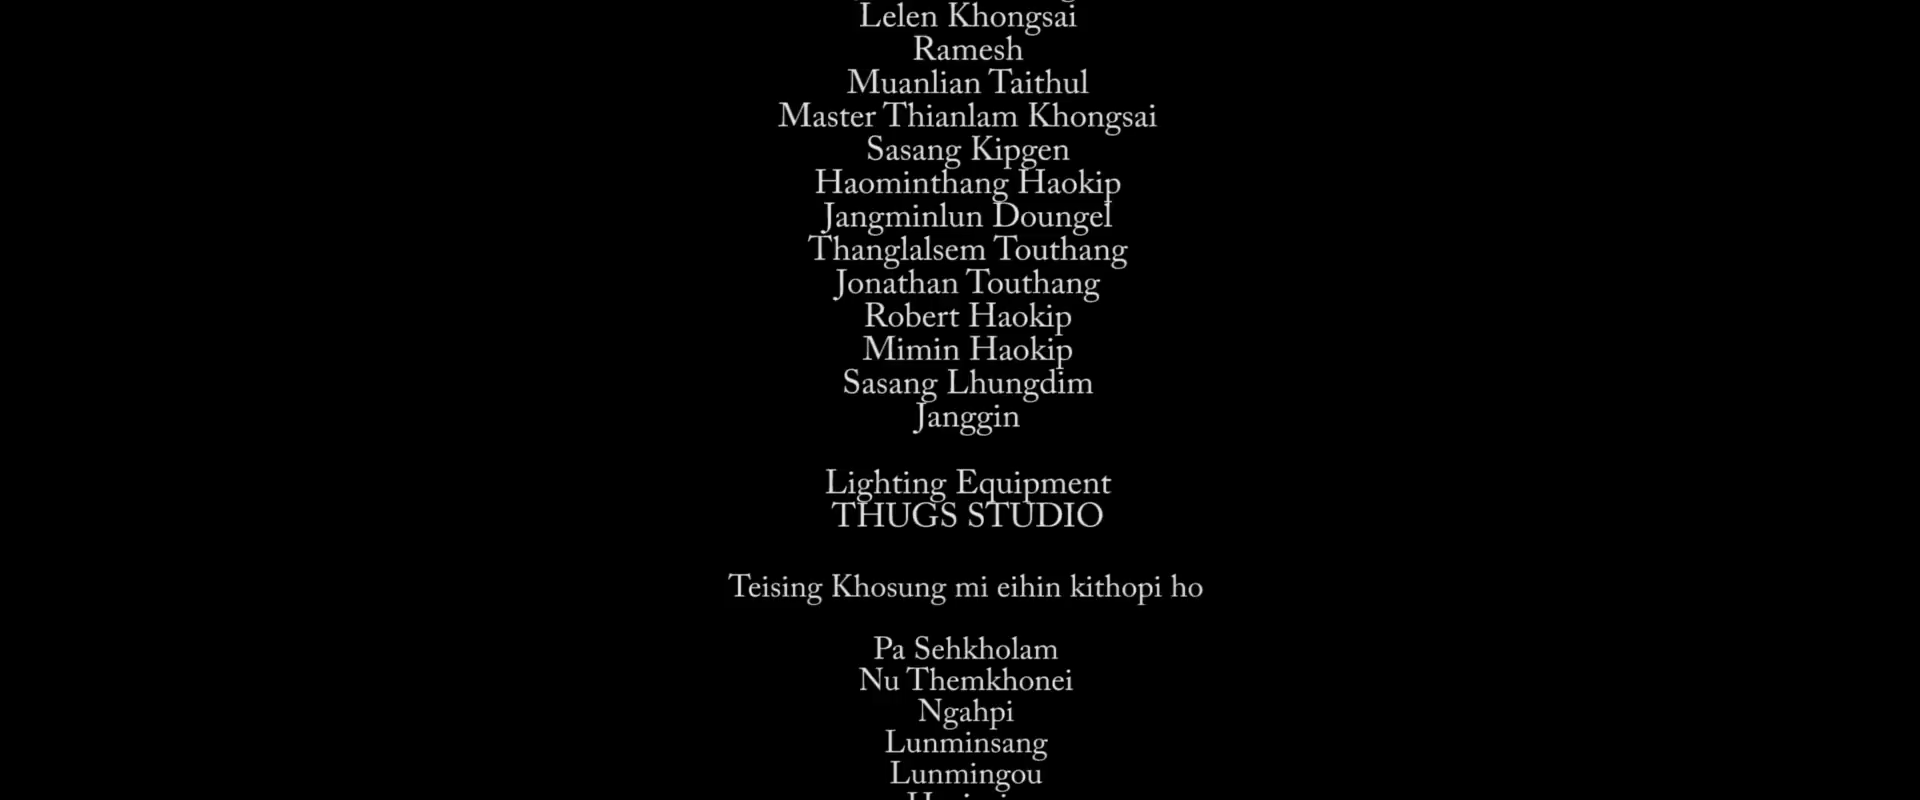 Lelen Khongsai
Ramesh
Muanlian Taithul
Master Thianlam Khongsai
Sasang Kipgen
Haominthang Haokip
Jangminlun Doungel
Thanglalsem Touthang
Jonathan Touthang
Robert Haokip
Mimin Haokip
Sasang Lhungdim
Janggin
Lighting Equipment
THUGS STUDIO
Teising Khosung mi eihin kithopi ho
Pa Sehkholam
Nu Themkhonei
Ngahpi
Lunminsang
Lunmingou